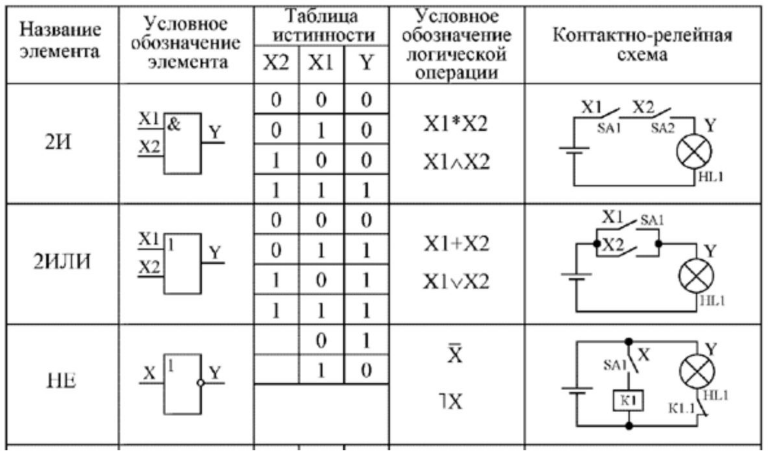 Название элемента
Условное обозначение элемента
Таблица истинности
X2 X1 Y
Условное обозначение логической операции
Контактно-релейная схема
2И
X1 & Y
X2
0 0 0
0 1 0
1 0 0
1 1 1
X1*X2
X1∧X2
X1 X2 Y
SA1 SA2
HL1
2ИЛИ
X1 1 Y
X2
0 0 0
0 1 1
1 0 1
1 1 1
X1+X2
X1∨X2
X1 SA1
X2 Y
HL1
НЕ
X 1 Y
0 1
1 0
X̅
⅂X
X Y
SA1
HL1
K1 K1.1